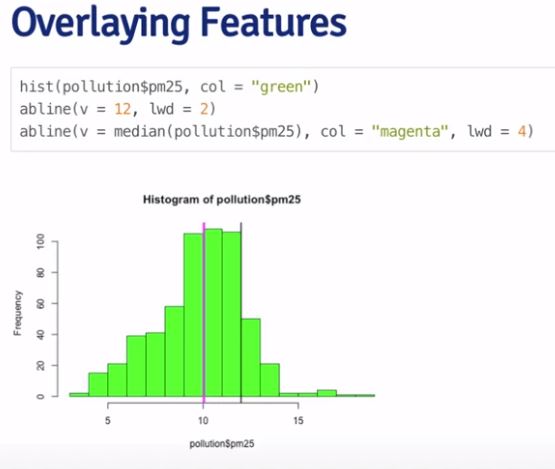 Overlaying Features
hist(pollution$pm25, col = "green")
abline(v = 12, lwd = 2)
abline(v = median(pollution$pm25), col = "magenta", lwd = 4)
Histogram of pollution$pm25
Frequency
100
80
60
40
20
0
5 10 15
pollution$pm25